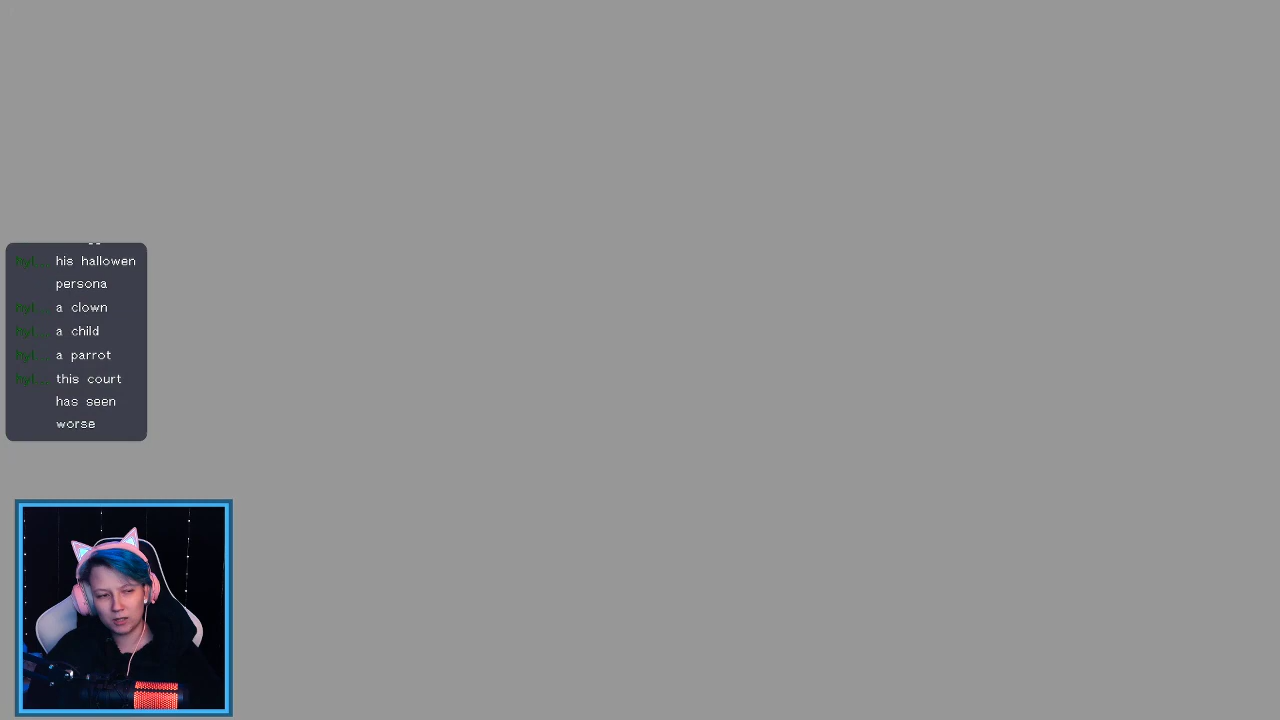 his hallowen
persona
a clown
a child
a parrot
this court
has seen
worse